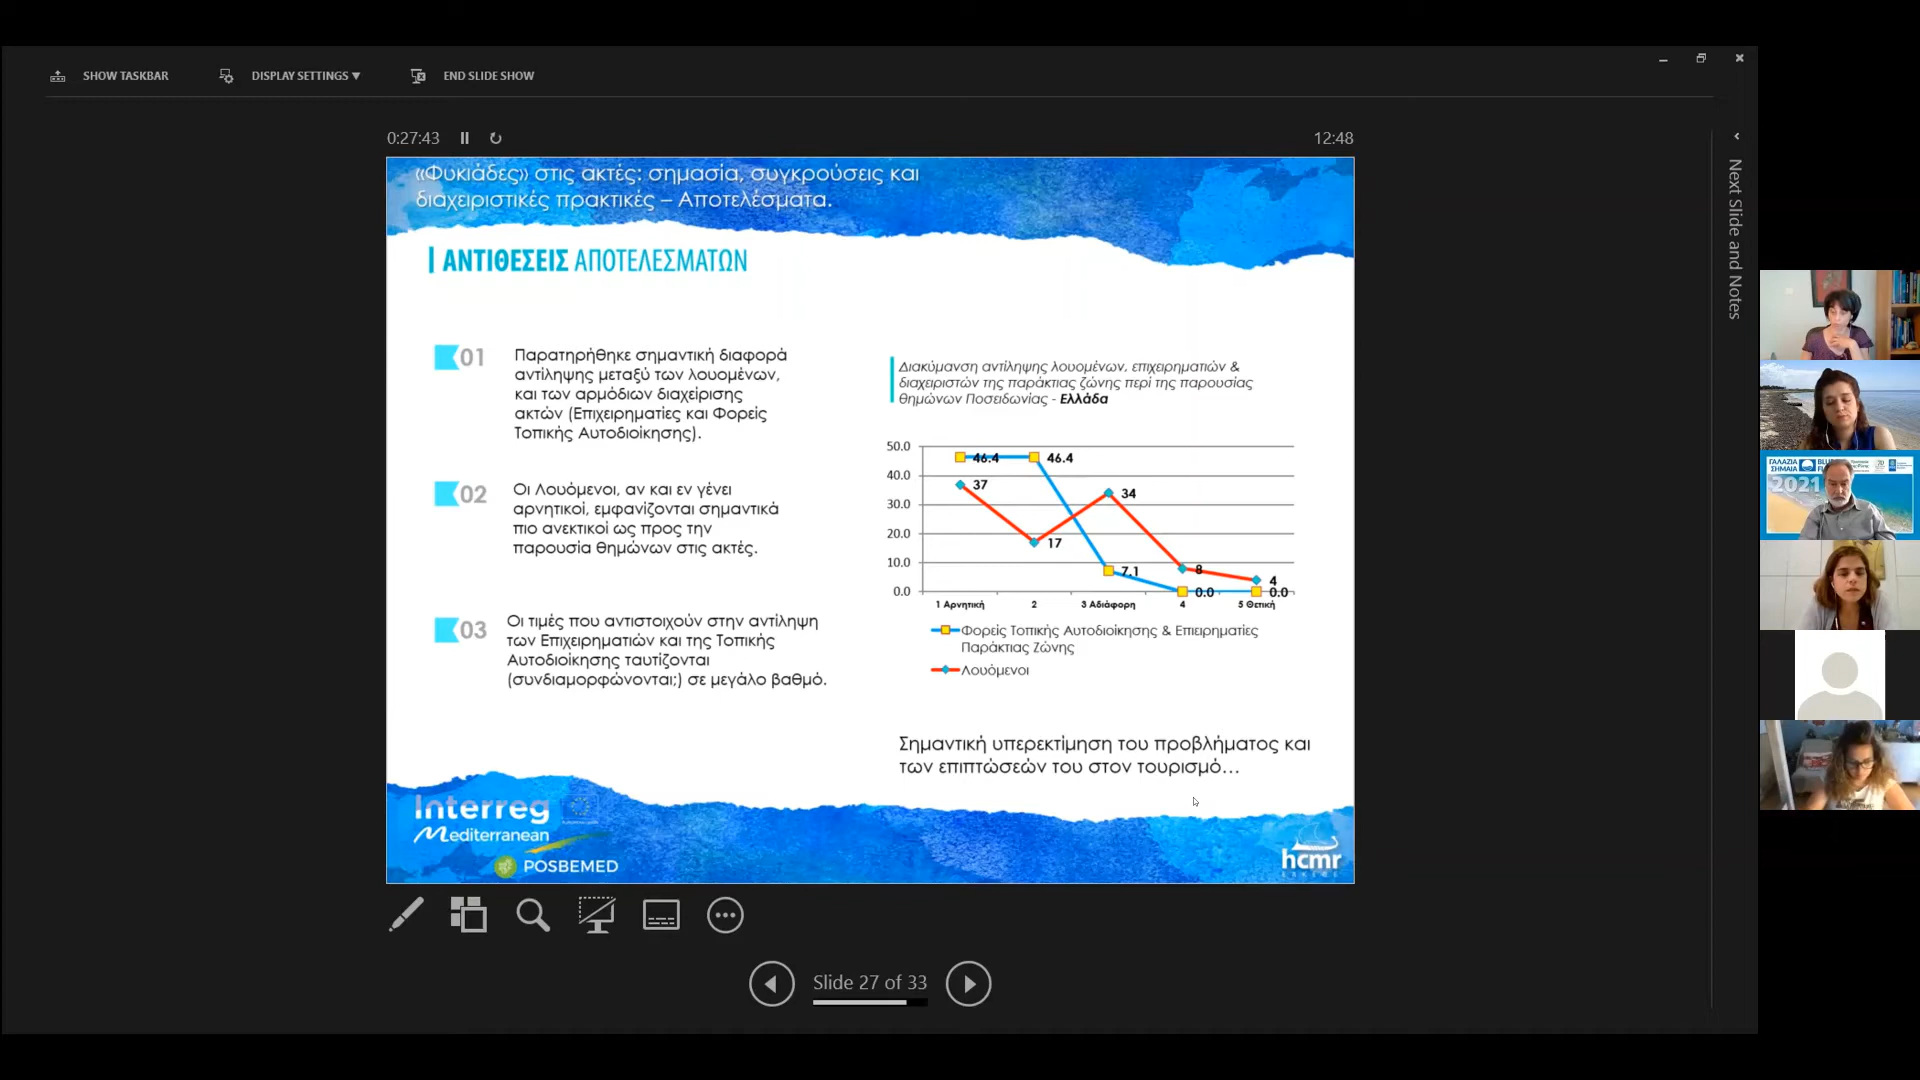 SHOW TASKBAR
DISPLAY SETTINGS ▼
END SLIDE SHOW
0:27:43
12:48
Next Slide and Notes
«Φυκιάδες» στις ακτές: σημασία, συγκρούσεις και
διαχειριστικές πρακτικές – Αποτελέσματα.
ΑΝΤΙΘΕΣΕΙΣ ΑΠΟΤΕΛΕΣΜΑΤΩΝ
01
Παρατηρήθηκε σημαντική διαφορά
αντίληψης μεταξύ των λουομένων,
και των αρμόδιων διαχείρισης
ακτών (Επιχειρηματίες και Φορείς
Τοπικής Αυτοδιοίκησης).
02
Οι Λουόμενοι, αν και εν γένει
αρνητικοί, εμφανίζονται σημαντικά
πιο ανεκτικοί ως προς την
παρουσία θημώνων στις ακτές.
03
Οι τιμές που αντιστοιχούν στην αντίληψη
των Επιχειρηματιών και της Τοπικής
Αυτοδιοίκησης ταυτίζονται
(συνδιαμορφώνονται;) σε μεγάλο βαθμό.
Διακύμανση αντίληψης λουομένων, επιχειρηματιών &
διαχειριστών της παράκτιας ζώνης περί της παρουσίας
θημώνων Ποσειδωνίας - Ελλάδα
50.0
40.0
30.0
20.0
10.0
0.0
46.4
46.4
7.1
0.0
0.0
37
17
34
8
4
1 Αρνητική
2
3 Αδιάφορη
4
5 Θετική
Φορείς Τοπικής Αυτοδιοίκησης & Επιειρηματίες
Παράκτιας Ζώνης
Λουόμενοι
Σημαντική υπερεκτίμηση του προβλήματος και
των επιπτώσεών του στον τουρισμό...
Interreg
Mediterranean
POSBEMED
hcmr
Slide 27 of 33
ΓΑΛΑΖΙΑ
ΣΗΜΑΙΑ
2021